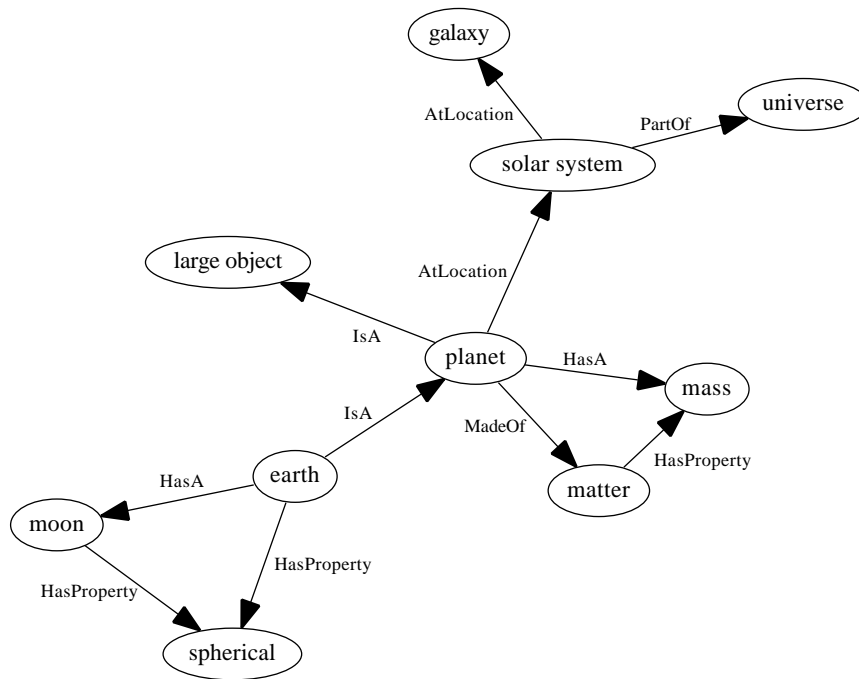 galaxy
universe
AtLocation
PartOf
solar system
large object
AtLocation
IsA
planet
HasA
mass
IsA
MadeOf
HasProperty
earth
HasA
matter
moon
HasProperty
HasProperty
spherical